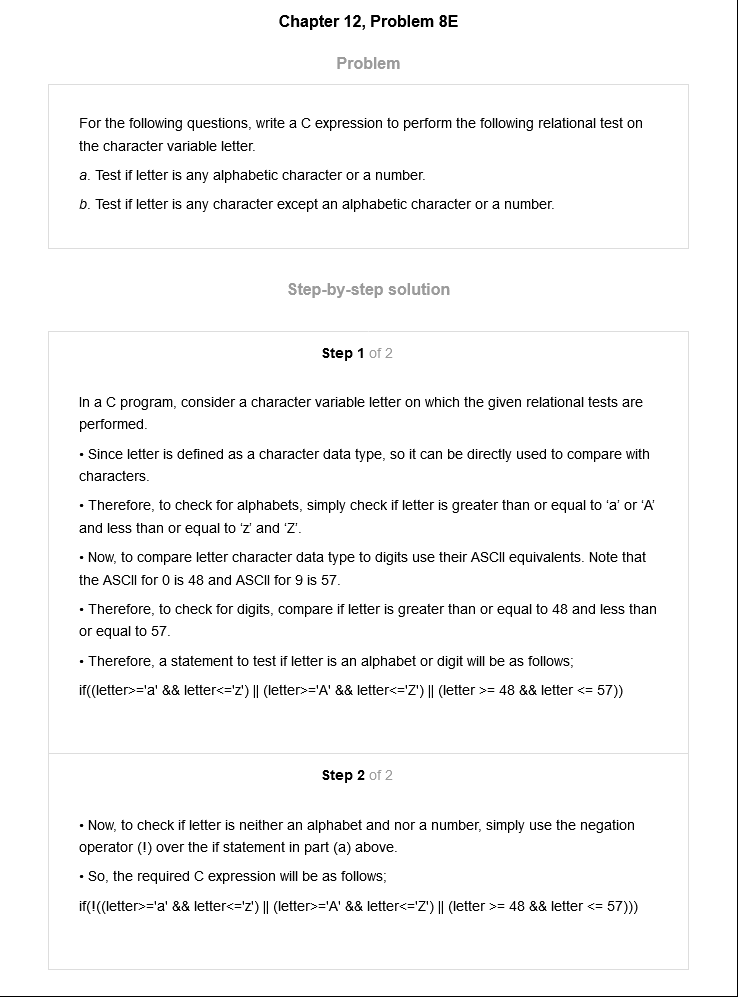 Chapter 12, Problem 8E
Problem
For the following questions, write a C expression to perform the following relational test on
the character variable letter.
a. Test if letter is any alphabetic character or a number.
b. Test if letter is any character except an alphabetic character or a number.
Step-by-step solution
Step 1 of 2
In a C program, consider a character variable letter on which the given relational tests are
performed.
• Since letter is defined as a character data type, so it can be directly used to compare with
characters.
• Therefore, to check for alphabets, simply check if letter is greater than or equal to ‘a’ or ‘A’
and less than or equal to ‘z’ and ‘Z’.
• Now, to compare letter character data type to digits use their ASCII equivalents. Note that
the ASCII for 0 is 48 and ASCII for 9 is 57.
• Therefore, to check for digits, compare if letter is greater than or equal to 48 and less than
or equal to 57.
• Therefore, a statement to test if letter is an alphabet or digit will be as follows;
if((letter>='a' && letter<='z') || (letter>='A' && letter<='Z') || (letter >= 48 && letter <= 57))
Step 2 of 2
• Now, to check if letter is neither an alphabet and nor a number, simply use the negation
operator (!) over the if statement in part (a) above.
• So, the required C expression will be as follows;
if(!((letter>='a' && letter<='z') || (letter>='A' && letter<='Z') || (letter >= 48 && letter <= 57)))